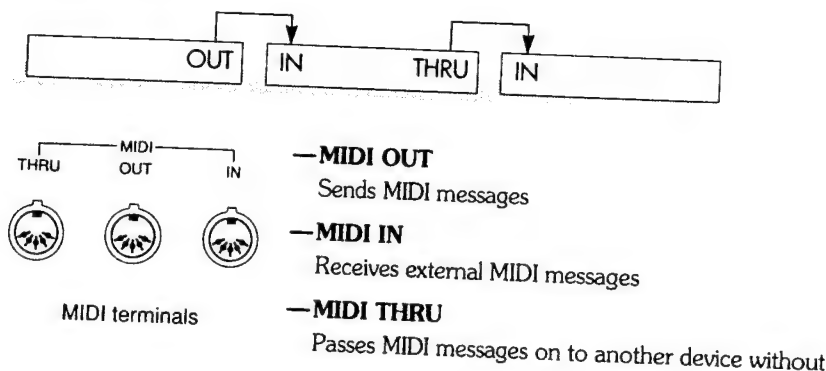 OUT IN THRU IN
MIDI
THRU OUT IN
—MIDI OUT
Sends MIDI messages
—MIDI IN
Receives external MIDI messages
MIDI terminals
—MIDI THRU
Passes MIDI messages on to another device without